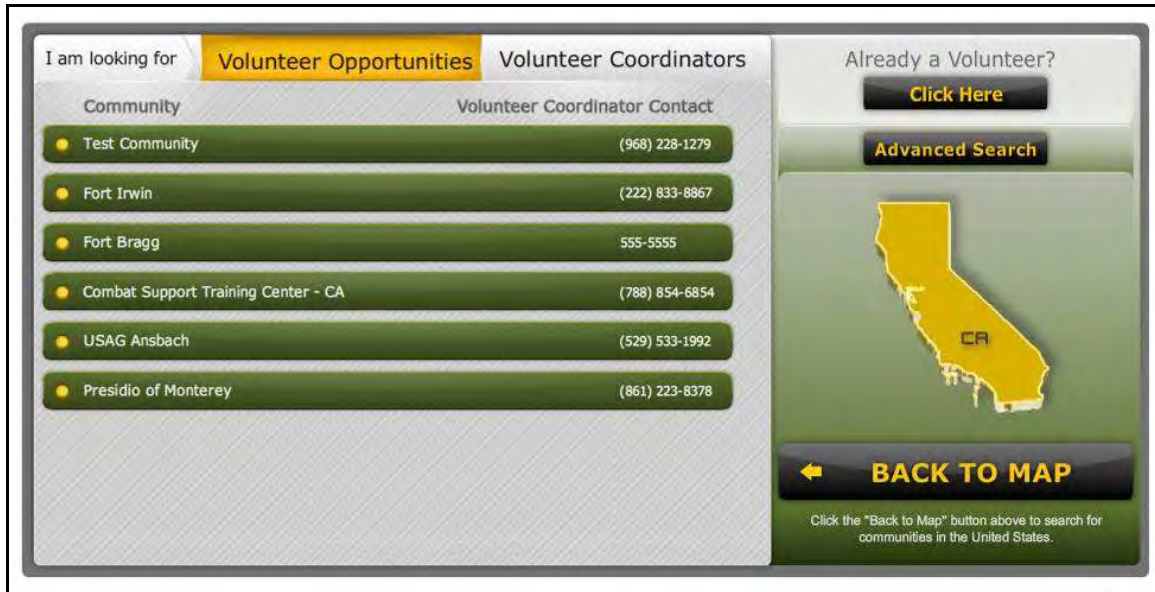 I am looking for Volunteer Opportunities Volunteer Coordinators
Community Volunteer Coordinator Contact
Test Community (968) 228-1279
Fort Irwin (222) 833-8867
Fort Bragg 555-5555
Combat Support Training Center - CA (788) 854-6854
USAG Ansbach (529) 533-1992
Presidio of Monterey (861) 223-8378
Already a Volunteer?
Click Here
Advanced Search
CA
BACK TO MAP
Click the "Back to Map" button above to search for
communities in the United States.